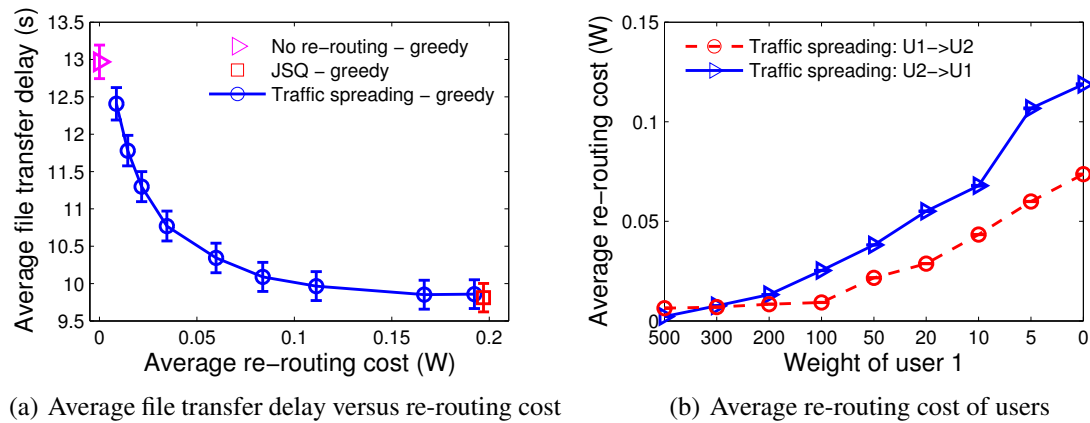 13.5
13
12.5
12
11.5
11
10.5
10
9.5
Average file transfer delay (s)
No re−routing − greedy
JSQ − greedy
Traffic spreading − greedy
0 0.05 0.1 0.15 0.2
Average re−routing cost (W)
(a) Average file transfer delay versus re-routing cost
0.15
0.1
0.05
0
Average re−routing cost (W)
Traffic spreading: U1−>U2
Traffic spreading: U2−>U1
500 300 200 100 50 20 10 5 0
Weight of user 1
(b) Average re-routing cost of users